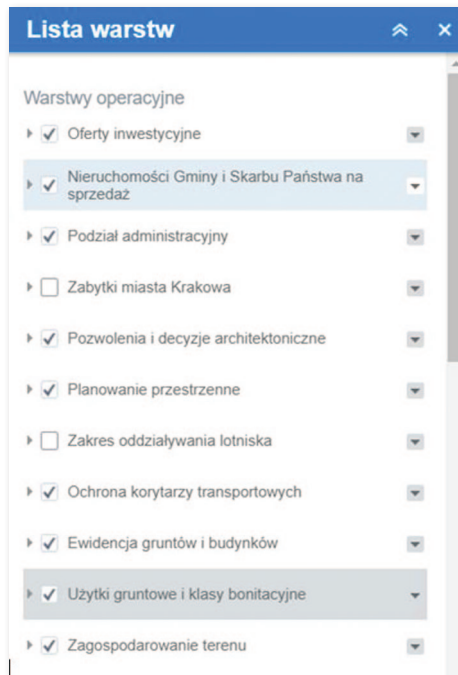 Lista warstw
Warstwy operacyjne
Oferty inwestycyjne
Nieruchomości Gminy i Skarbu Państwa na
sprzedaż
Podział administracyjny
Zabytki miasta Krakowa
Pozwolenia i decyzje architektoniczne
Planowanie przestrzenne
Zakres oddziaływania lotniska
Ochrona korytarzy transportowych
Ewidencja gruntów i budynków
Użytki gruntowe i klasy bonitacyjne
Zagospodarowanie terenu